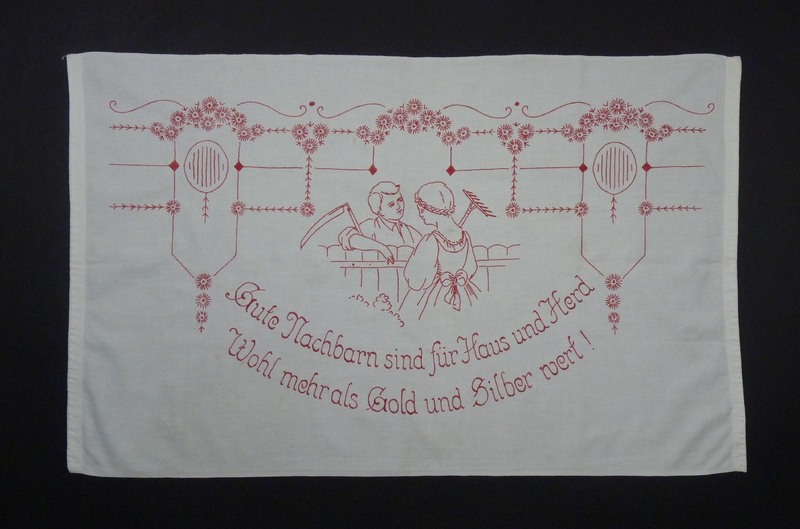 Gute Nachbarn sind für Haus und Herd
Wohl mehr als Gold und Silber wert!